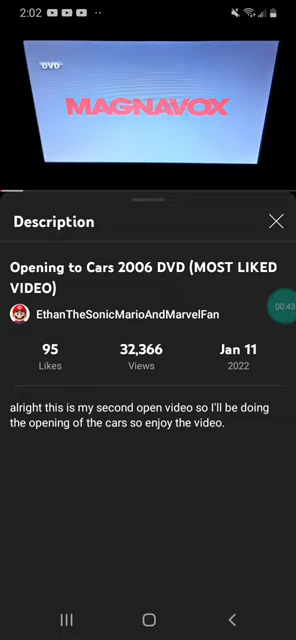 2:02
DVD
MAGNAVOX
Description
Opening to Cars 2006 DVD (MOST LIKED
VIDEO)
EthanTheSonicMarioAndMarvelFan
00:43
95 32,366 Jan 11
Likes Views 2022
alright this is my second open video so I'll be doing
the opening of the cars so enjoy the video.